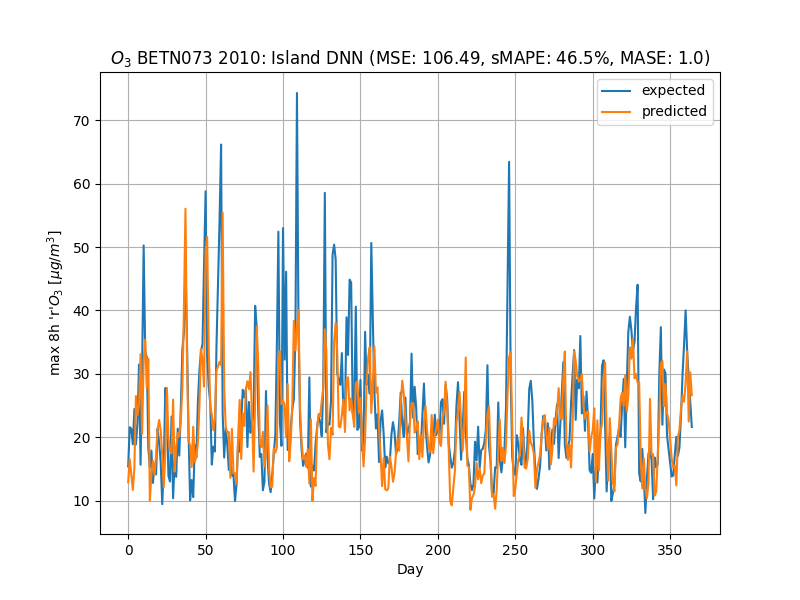 O₃ BETN073 2010: Island DNN (MSE: 106.49, sMAPE: 46.5%, MASE: 1.0)
expected
predicted
max 8h 'r'O₃ [μg/m³]
70
60
50
40
30
20
10
0 50 100 150 200 250 300 350
Day